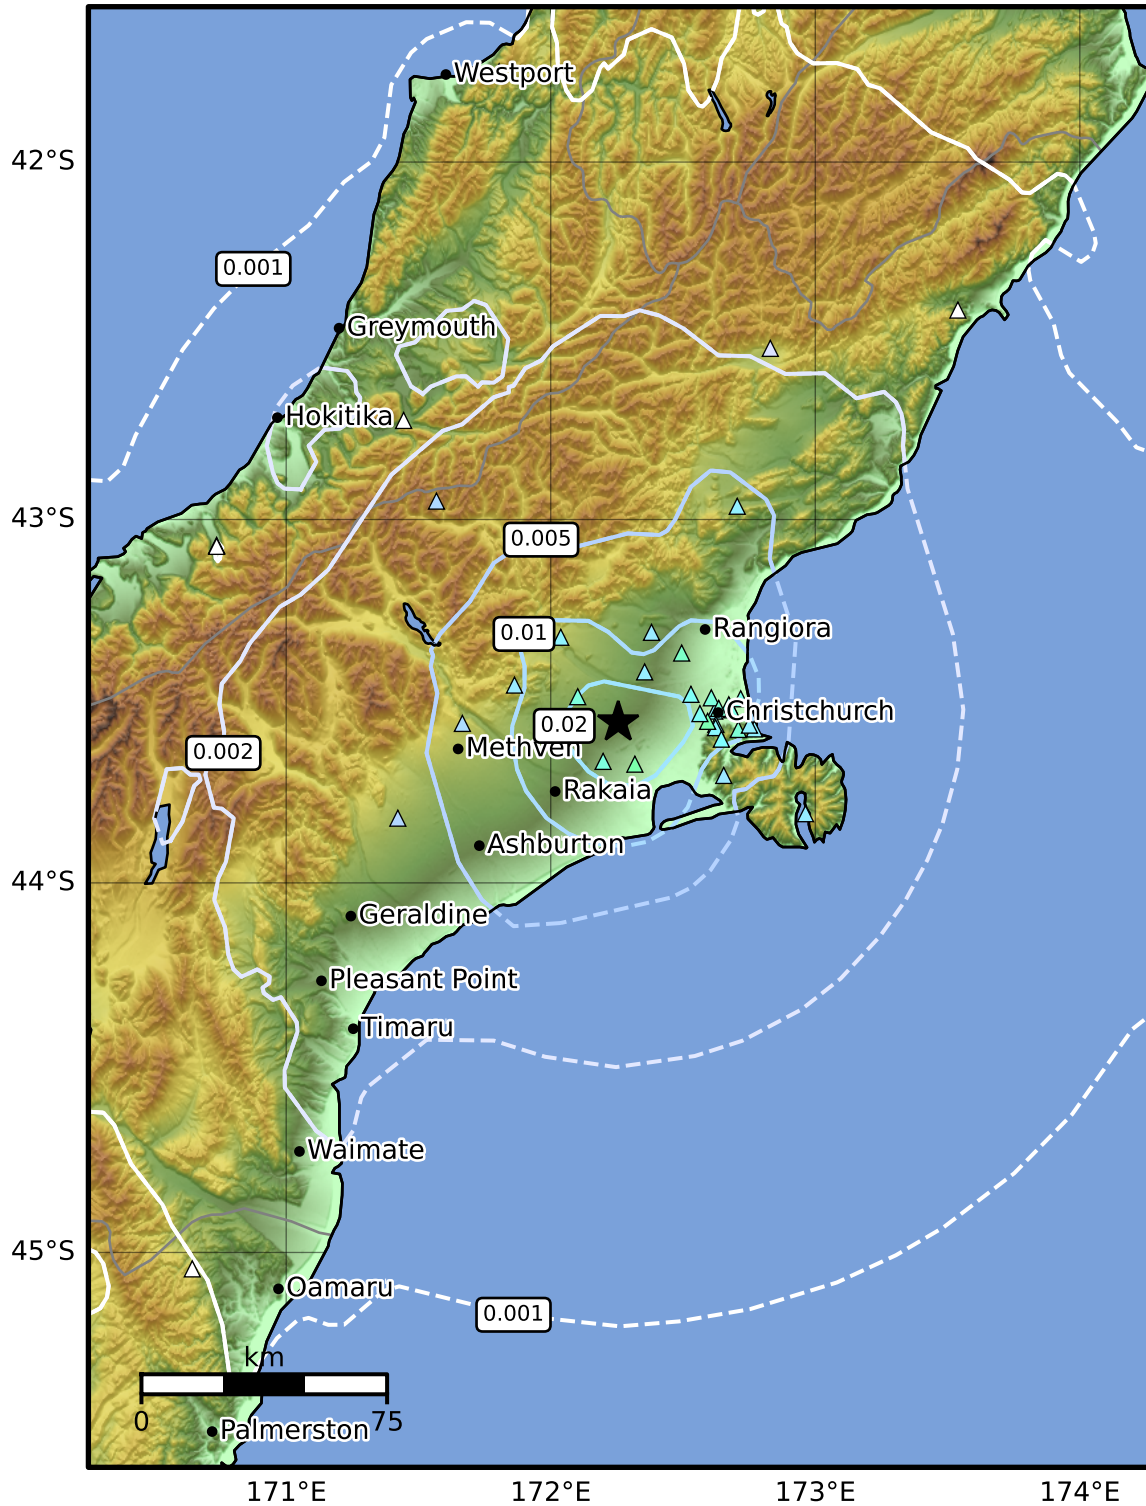 Westport
42°S
0.001
Greymouth
Hokitika
43°S
0.005
0.01
Rangiora
Christchurch
0.02
Methven
0.002
Rakaia
Ashburton
44°S
Geraldine
Pleasant Point
Timaru
Waimate
45°S
Oamaru
0.001
km
0 75
Palmerston
171°E 172°E 173°E 174°E